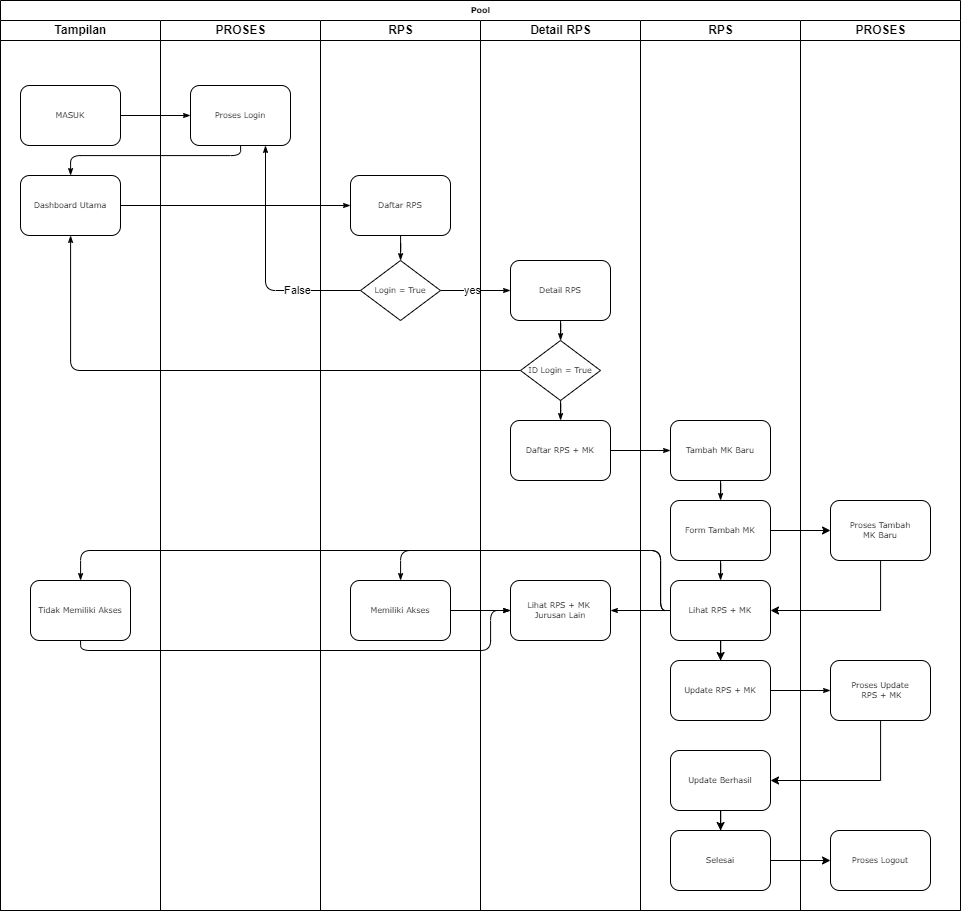 Pool
Tampilan
PROSES
RPS
Detail RPS
RPS
PROSES
MASUK
Proses Login
Dashboard Utama
Daftar RPS
False
Login = True
yes
Detail RPS
ID Login = True
Daftar RPS + MK
Tambah MK Baru
Form Tambah MK
Proses Tambah
MK Baru
Tidak Memiliki Akses
Memiliki Akses
Lihat RPS + MK
Jurusan Lain
Lihat RPS + MK
Update RPS + MK
Proses Update
RPS + MK
Update Berhasil
Selesai
Proses Logout